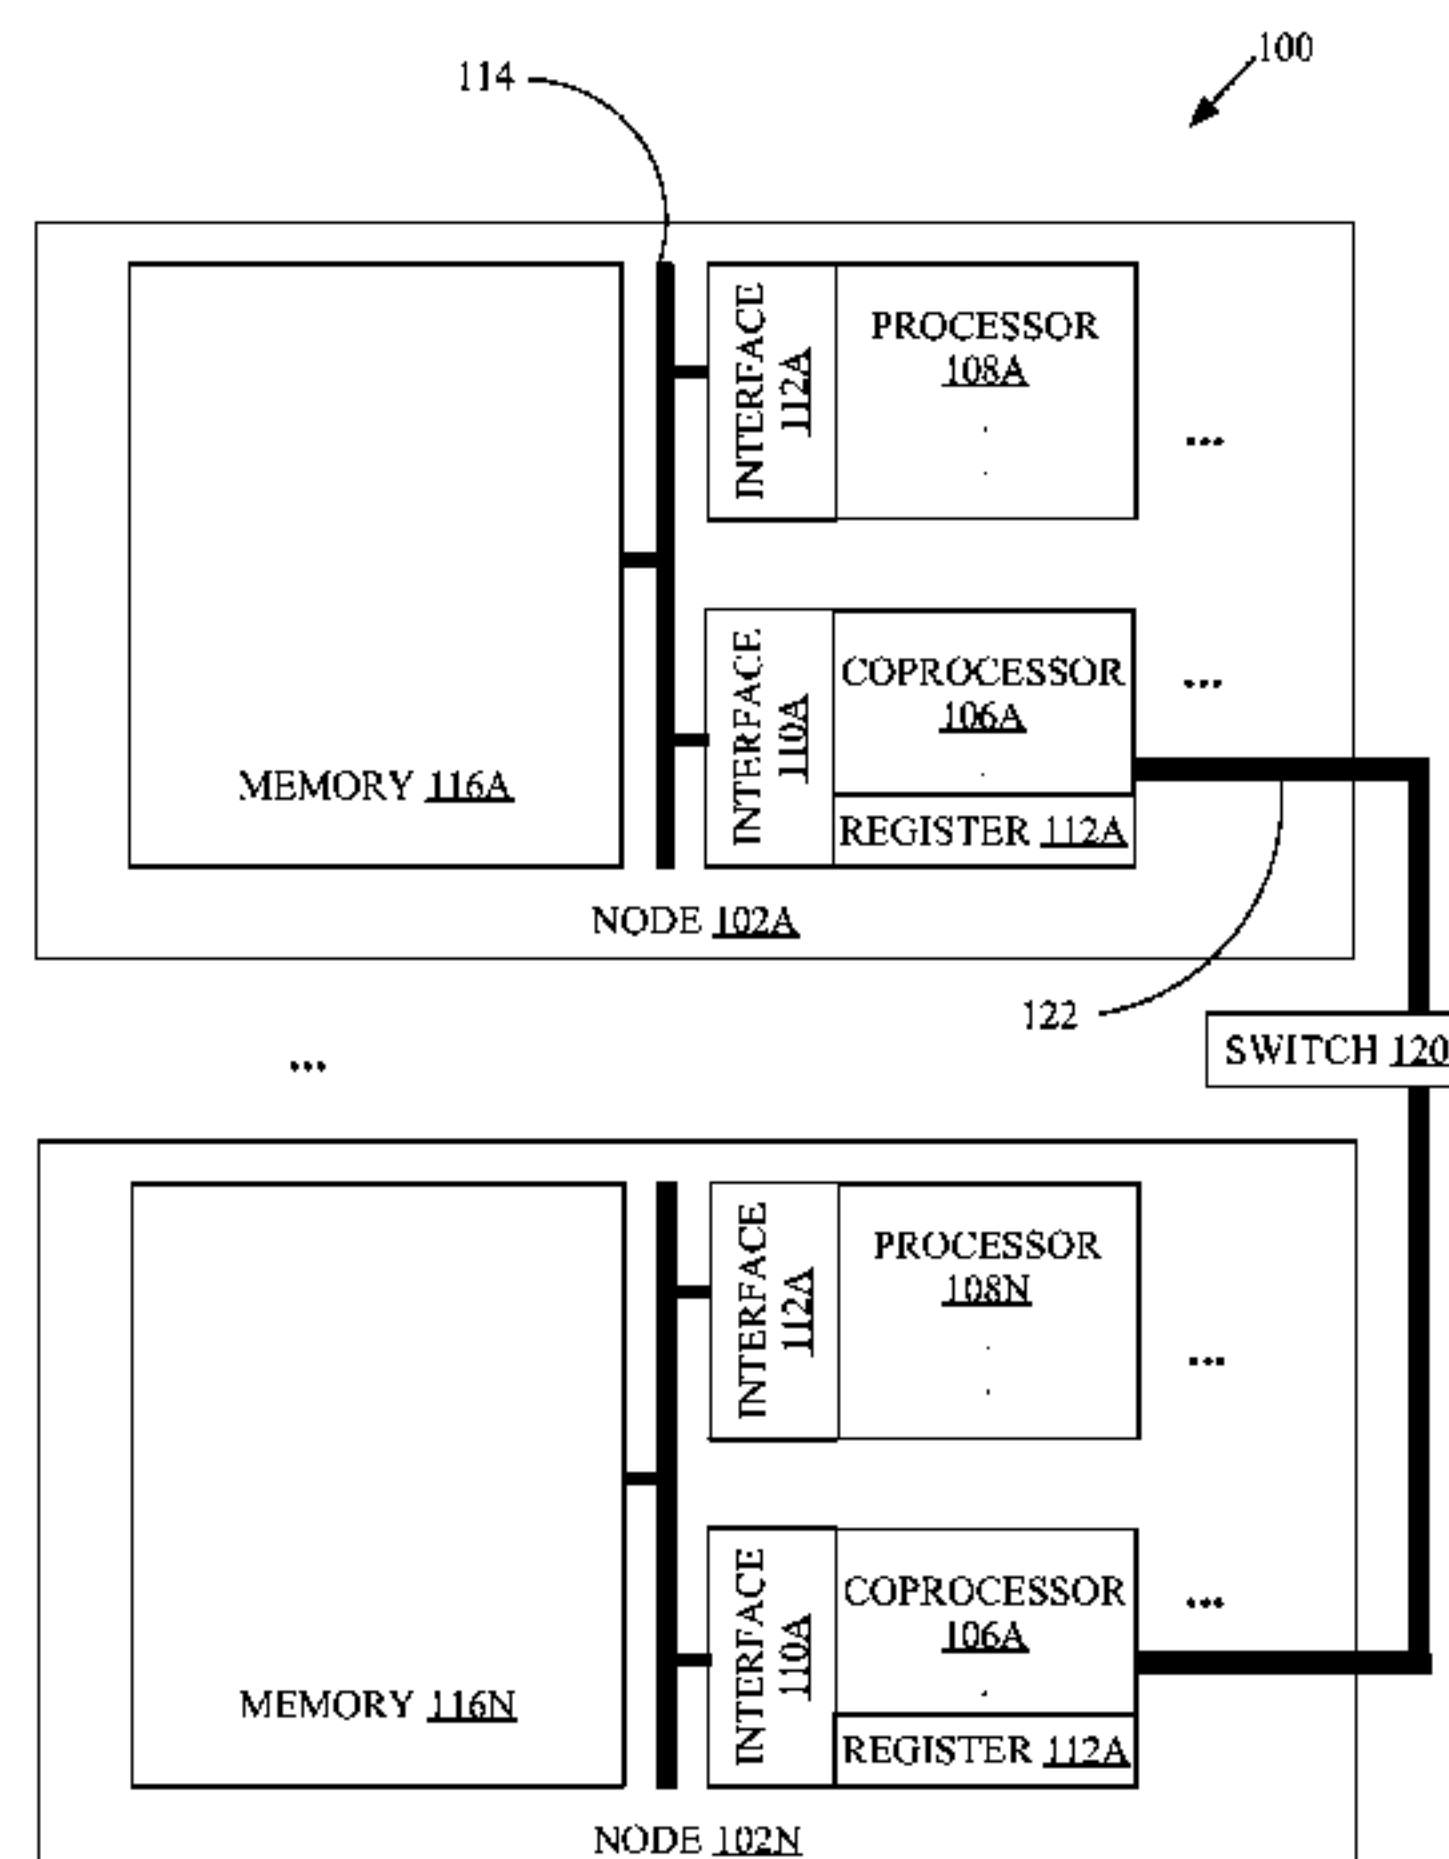 100
114
INTERFACE
112A
PROCESSOR
108A
...
INTERFACE
110A
COPROCESSOR
106A
...
MEMORY 116A
REGISTER 112A
NODE 102A
122
SWITCH 120
...
INTERFACE
112A
PROCESSOR
108N
...
INTERFACE
110A
COPROCESSOR
106A
...
MEMORY 116N
REGISTER 112A
NODE 102N